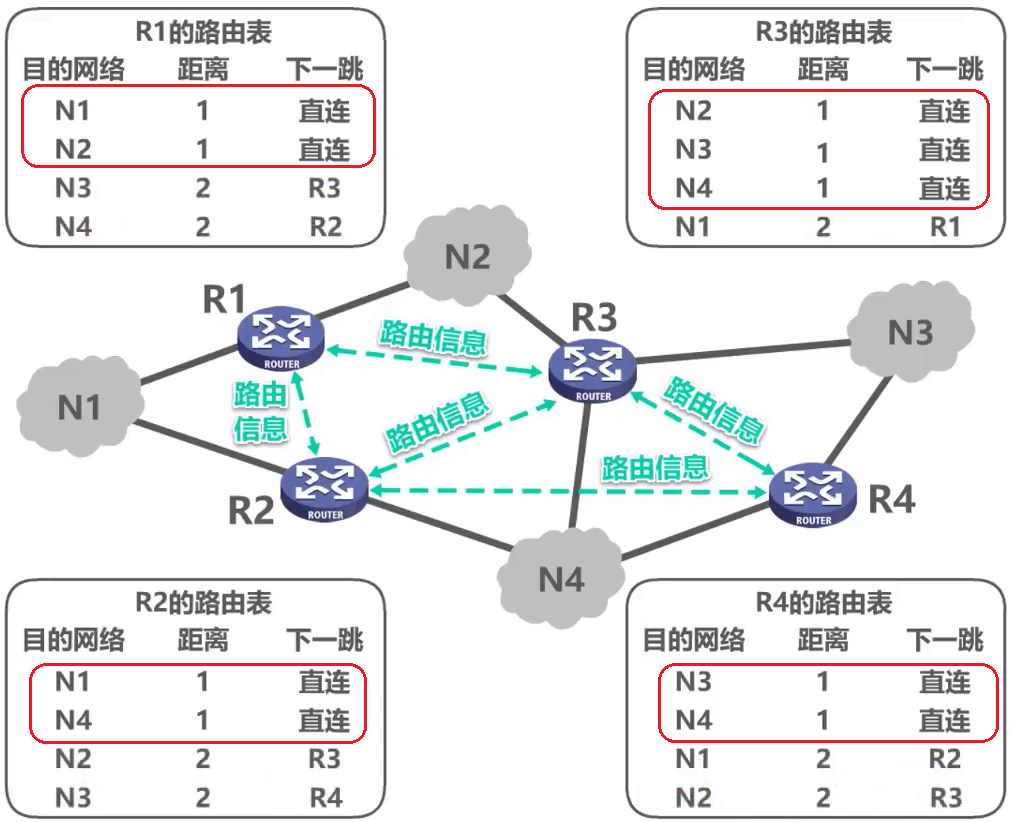 R1的路由表
目的网络 距离 下一跳
N1 1 直连
N2 1 直连
N3 2 R3
N4 2 R2
R3的路由表
目的网络 距离 下一跳
N2 1 直连
N3 1 直连
N4 1 直连
N1 2 R1
N2
R1
ROUTER
R3
ROUTER
N3
N1
路由信息
路由
信息
路由信息
路由信息
路由信息
R2
ROUTER
R4
ROUTER
N4
R2的路由表
目的网络 距离 下一跳
N1 1 直连
N4 1 直连
N2 2 R3
N3 2 R4
R4的路由表
目的网络 距离 下一跳
N3 1 直连
N4 1 直连
N1 2 R2
N2 2 R3